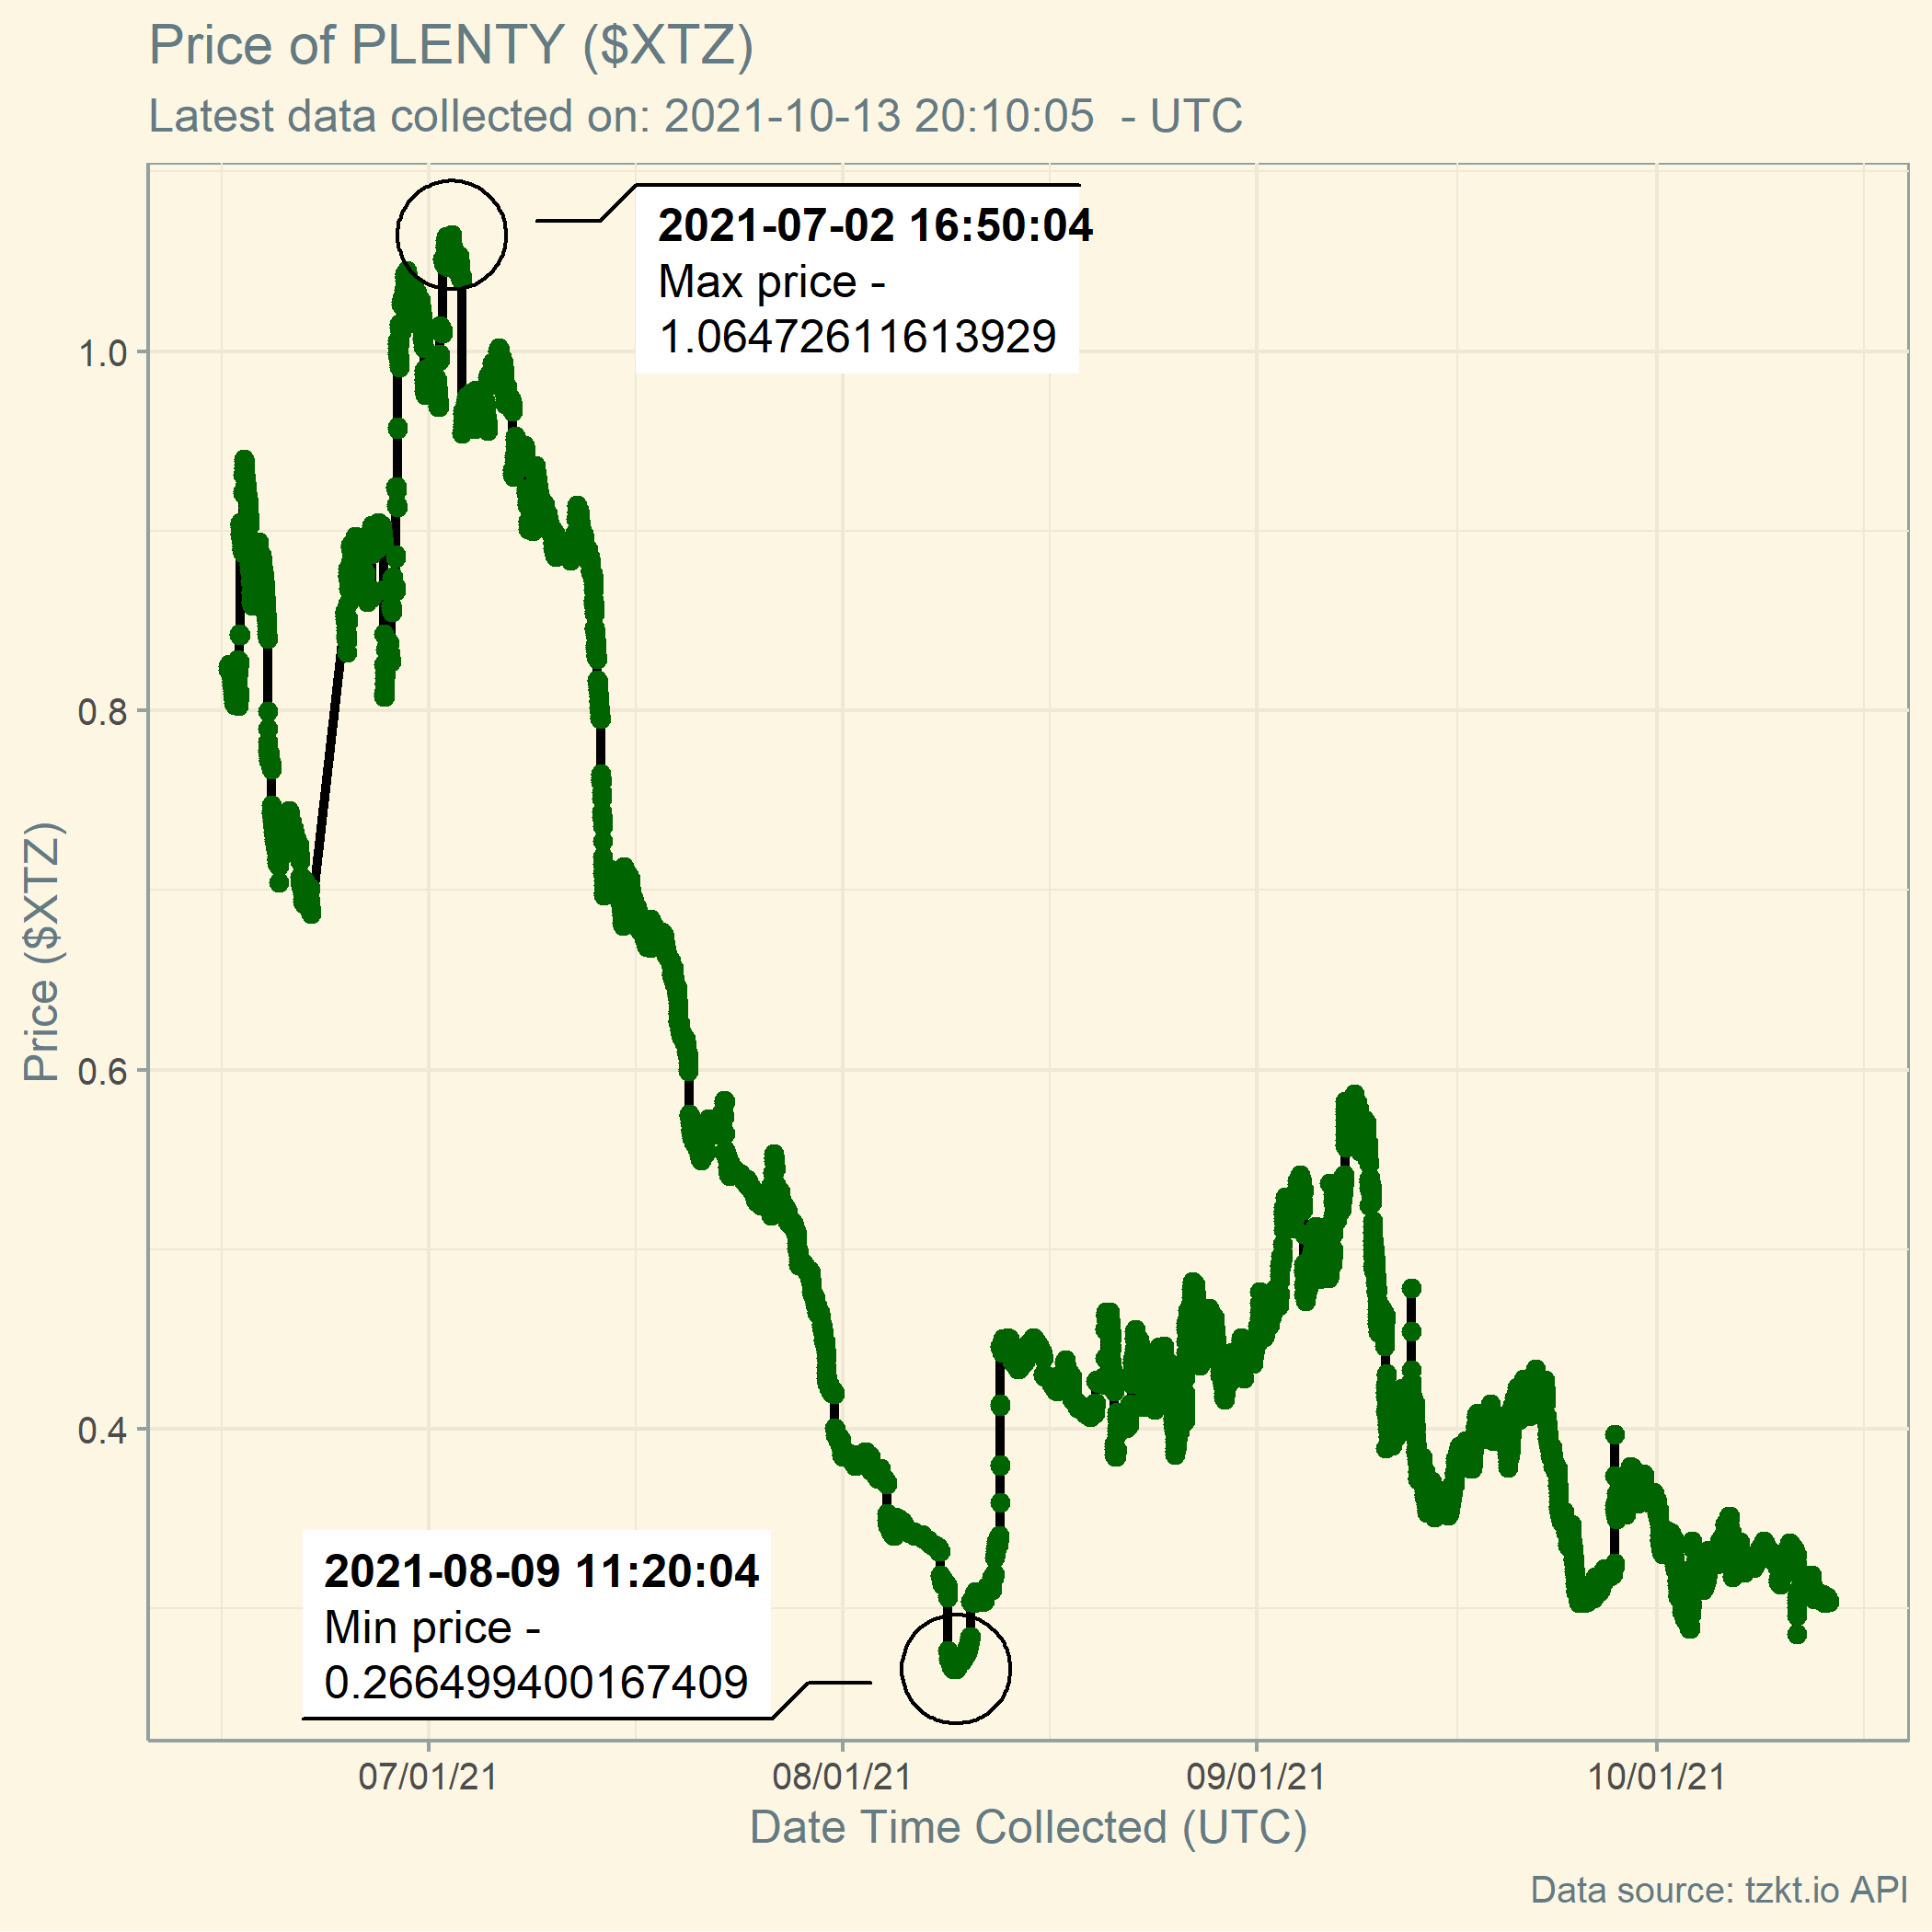 Price of PLENTY ($XTZ)
Latest data collected on: 2021-10-13 20:10:05  - UTC
2021-07-02 16:50:04
Max price -
1.06472611613929
1.0
0.8
0.6
0.4
Price ($XTZ)
2021-08-09 11:20:04
Min price -
0.266499400167409
07/01/21
08/01/21
09/01/21
10/01/21
Date Time Collected (UTC)
Data source: tzkt.io API